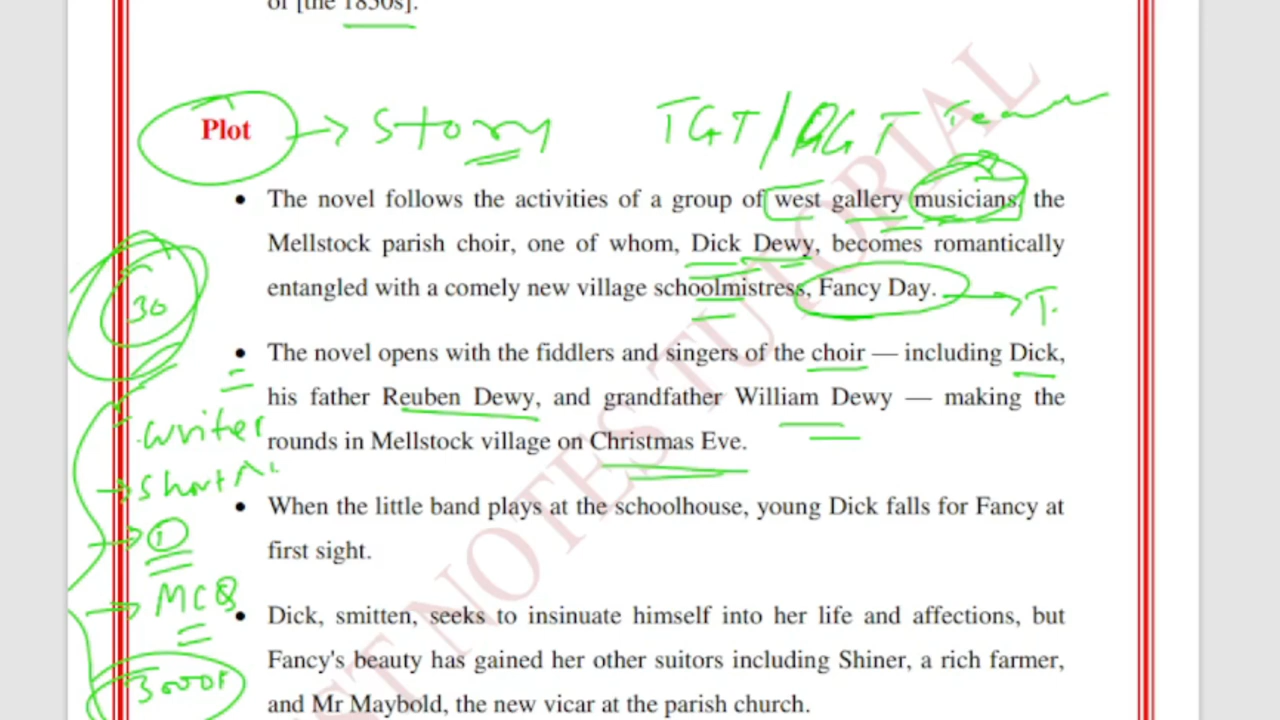 Plot → Story TGT/PGT
• The novel follows the activities of a group of west gallery musicians, the
Mellstock parish choir, one of whom, Dick Dewy, becomes romantically
entangled with a comely new village schoolmistress, Fancy Day. → T.
30
• The novel opens with the fiddlers and singers of the choir — including Dick,
his father Reuben Dewy, and grandfather William Dewy — making the
writer
rounds in Mellstock village on Christmas Eve.
→ Short
• When the little band plays at the schoolhouse, young Dick falls for Fancy at
→ 1
first sight.
→ MCQ
• Dick, smitten, seeks to insinuate himself into her life and affections, but
Fancy's beauty has gained her other suitors including Shiner, a rich farmer,
and Mr Maybold, the new vicar at the parish church.
NOTES TUTORIAL